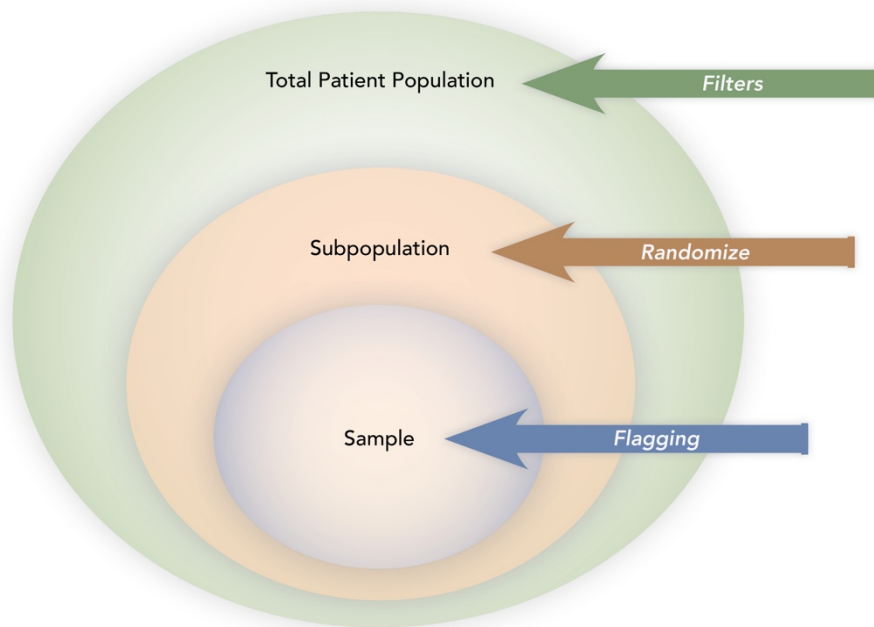 Total Patient Population
Filters
Subpopulation
Randomize
Sample
Flagging